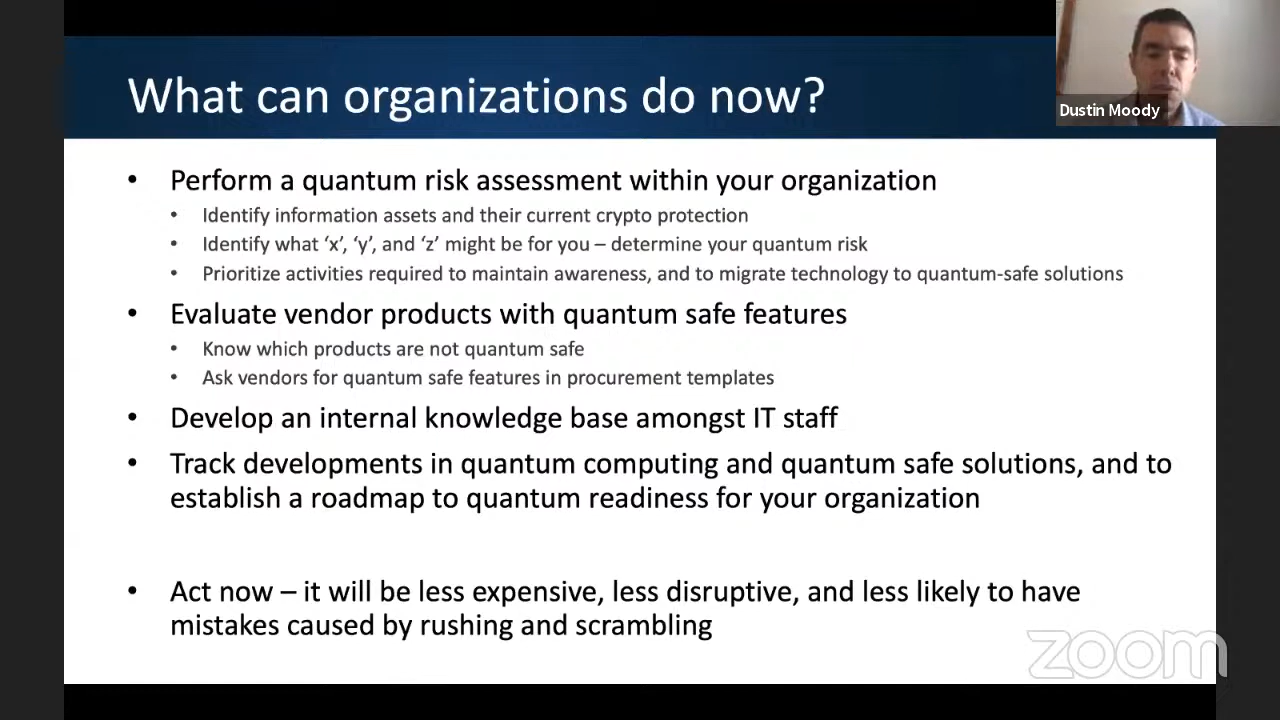 What can organizations do now?
Dustin Moody
• Perform a quantum risk assessment within your organization
• Identify information assets and their current crypto protection
• Identify what ‘x’, ‘y’, and ‘z’ might be for you – determine your quantum risk
• Prioritize activities required to maintain awareness, and to migrate technology to quantum-safe solutions
• Evaluate vendor products with quantum safe features
• Know which products are not quantum safe
• Ask vendors for quantum safe features in procurement templates
• Develop an internal knowledge base amongst IT staff
• Track developments in quantum computing and quantum safe solutions, and to
establish a roadmap to quantum readiness for your organization
• Act now – it will be less expensive, less disruptive, and less likely to have
mistakes caused by rushing and scrambling
zoom